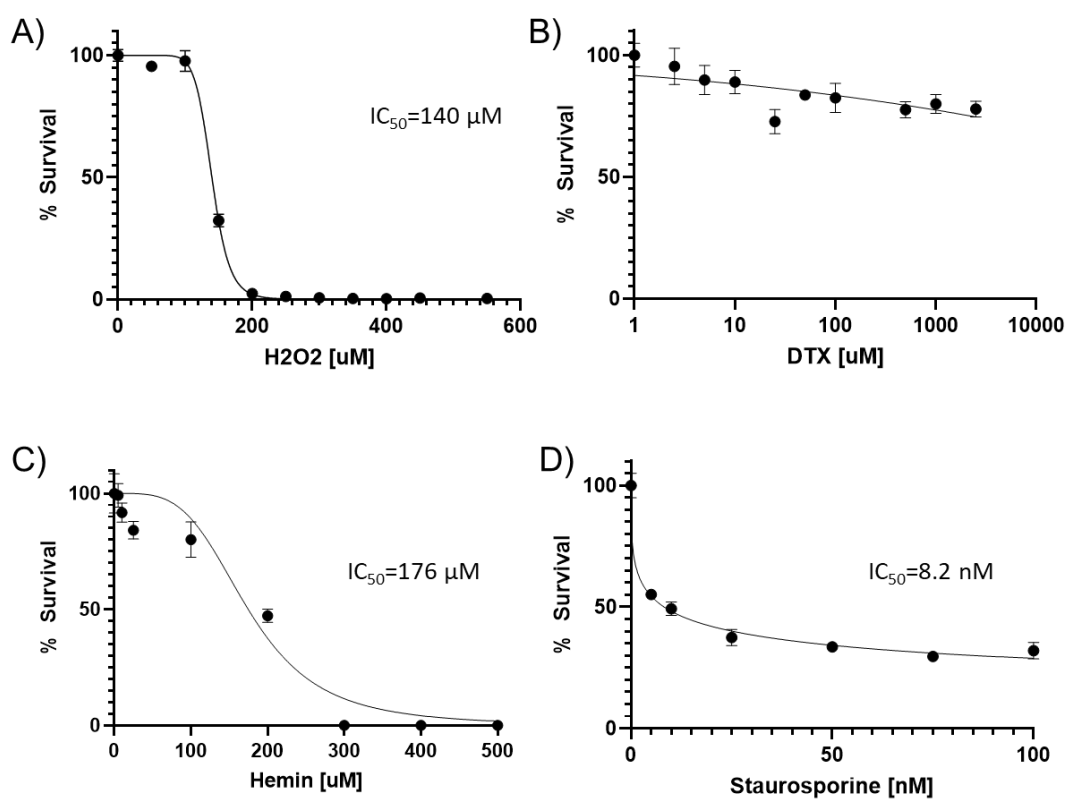 A)
100
50
0
% Survival
IC50=140 µM
0 200 400 600
H2O2 [uM]
B)
100
50
0
% Survival
1 10 100 1000 10000
DTX [uM]
C)
100
50
0
% Survival
IC50=176 µM
0 100 200 300 400 500
Hemin [uM]
D)
100
50
0
% Survival
IC50=8.2 nM
0 50 100
Staurosporine [nM]